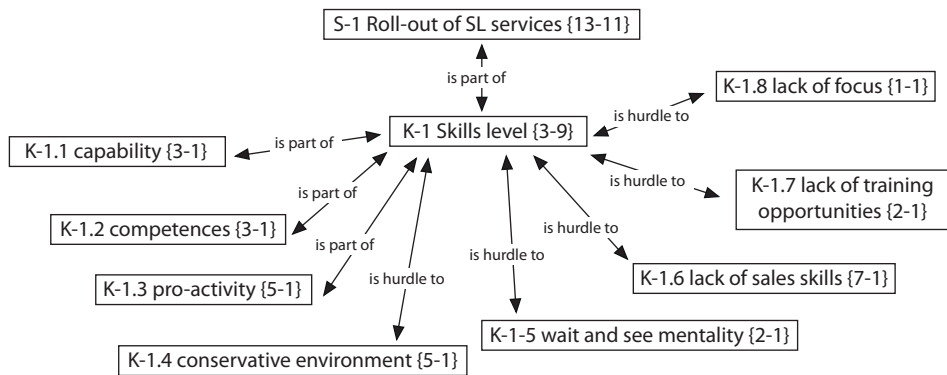 S-1 Roll-out of SL services {13-11}
is part of
K-1.8 lack of focus {1-1}
is hurdle to
K-1 Skills level {3-9}
is part of
K-1.1 capability {3-1}
is hurdle to
K-1.7 lack of training
opportunities {2-1}
is part of
K-1.2 competences {3-1}
is part of
is hurdle to
is hurdle to
is hurdle to
K-1.6 lack of sales skills {7-1}
K-1.3 pro-activity {5-1}
K-1-5 wait and see mentality {2-1}
K-1.4 conservative environment {5-1}